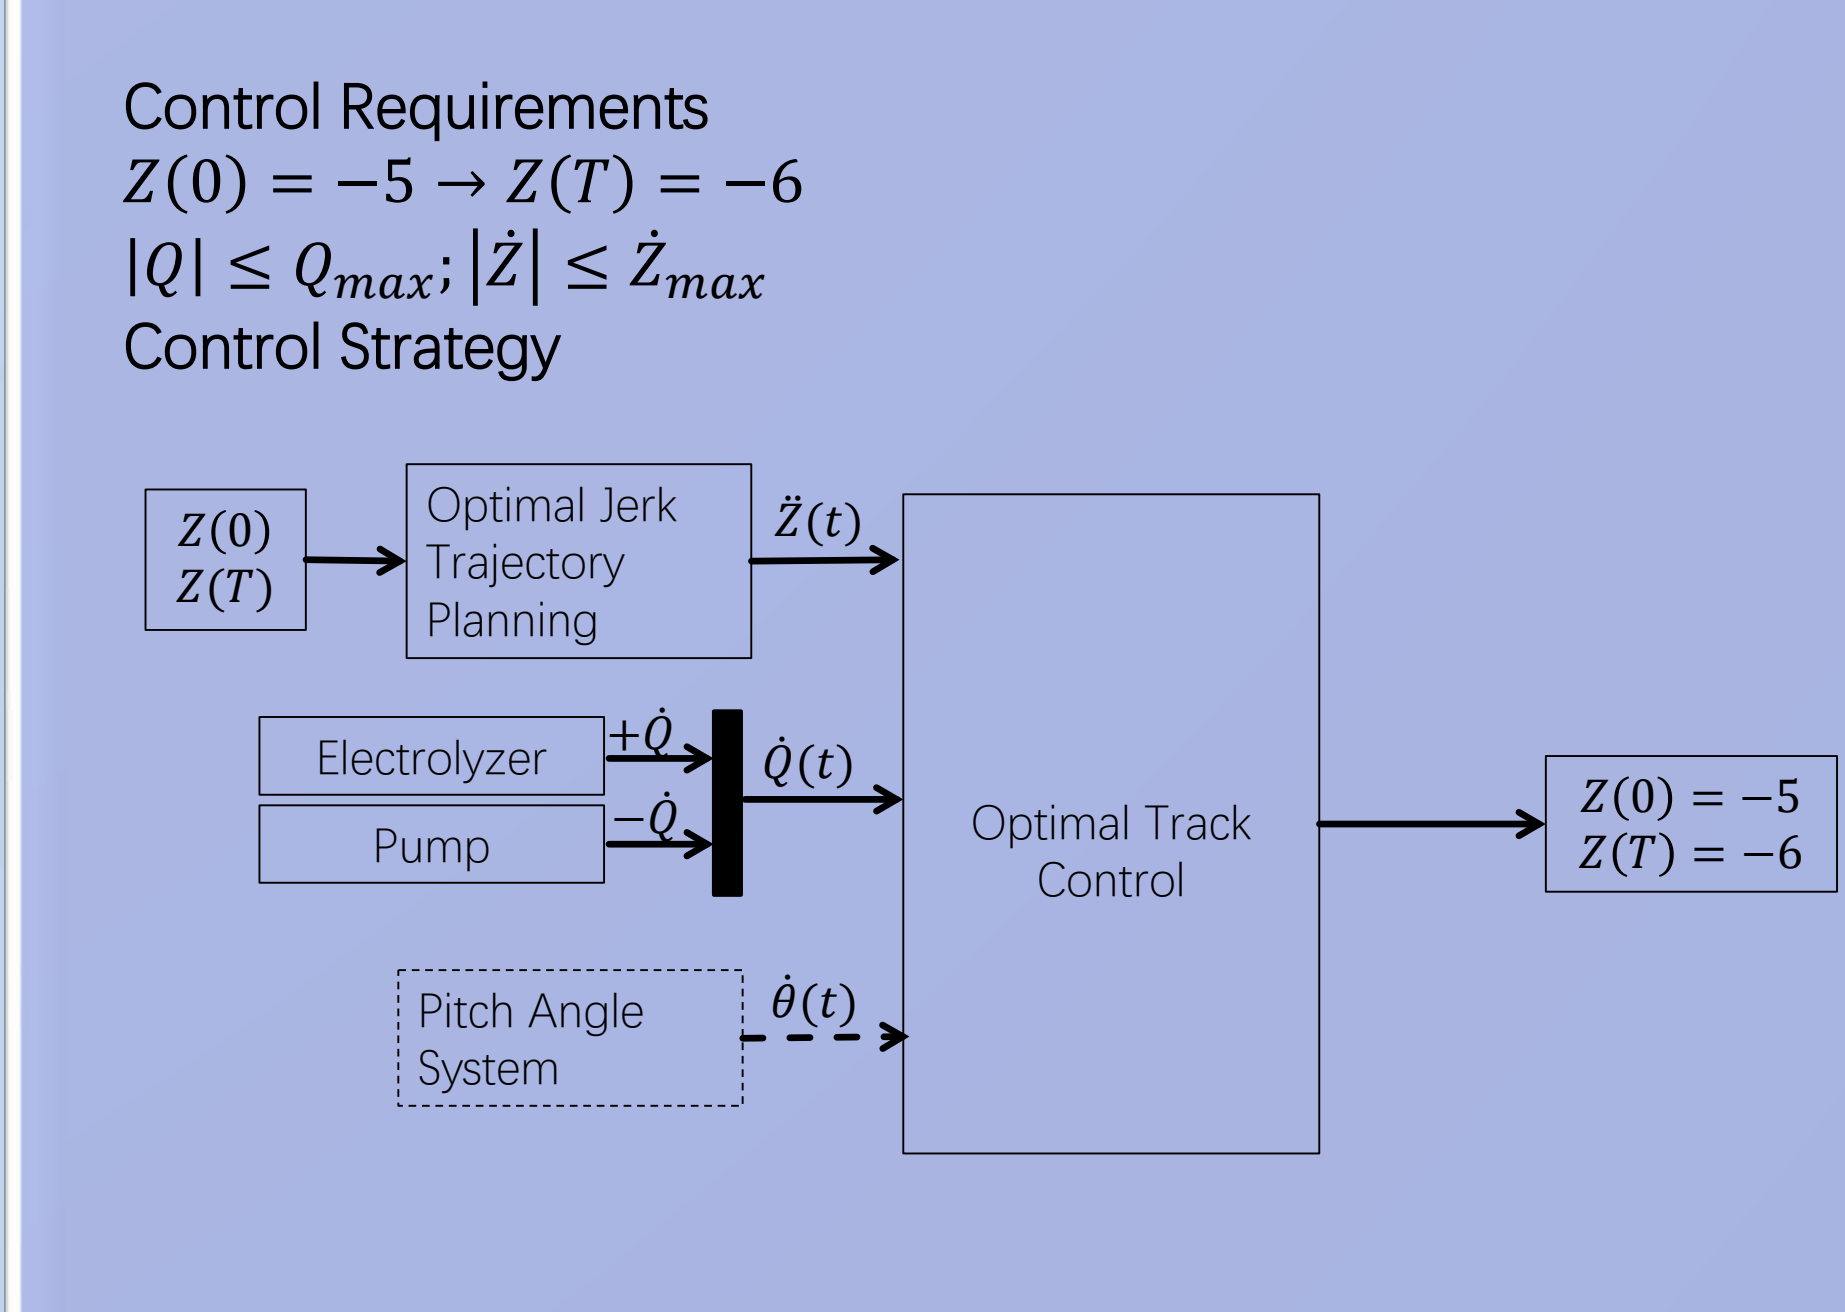 Control Requirements
Z(0) = −5 → Z(T) = −6
|Q| ≤ Q_max; |Ż| ≤ Ż_max
Control Strategy
Z(0)
Z(T)
Optimal Jerk
Trajectory
Planning
Z̈(t)
Electrolyzer
+Q̇
Pump
−Q̇
Q̇(t)
Pitch Angle
System
θ̇(t)
Optimal Track
Control
Z(0) = −5
Z(T) = −6